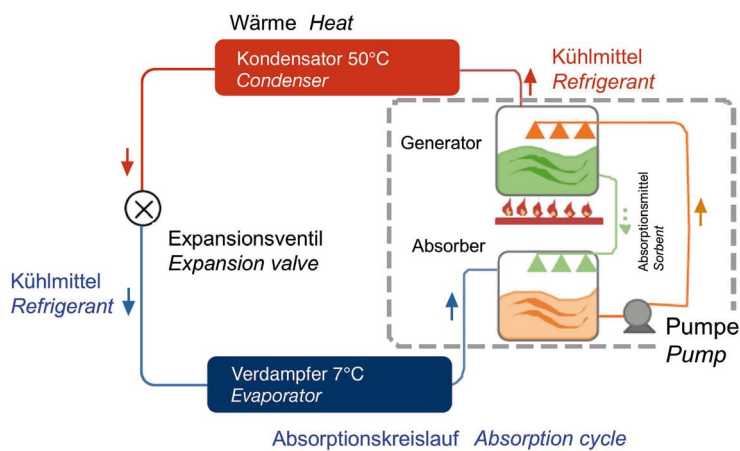 Wärme Heat
Kondensator 50°C
Condenser
Kühlmittel
Refrigerant
Generator
Absorptionsmittel
Sorbent
Absorber
Expansionsventil
Expansion valve
Kühlmittel
Refrigerant
Pumpe
Pump
Verdampfer 7°C
Evaporator
Absorptionskreislauf Absorption cycle